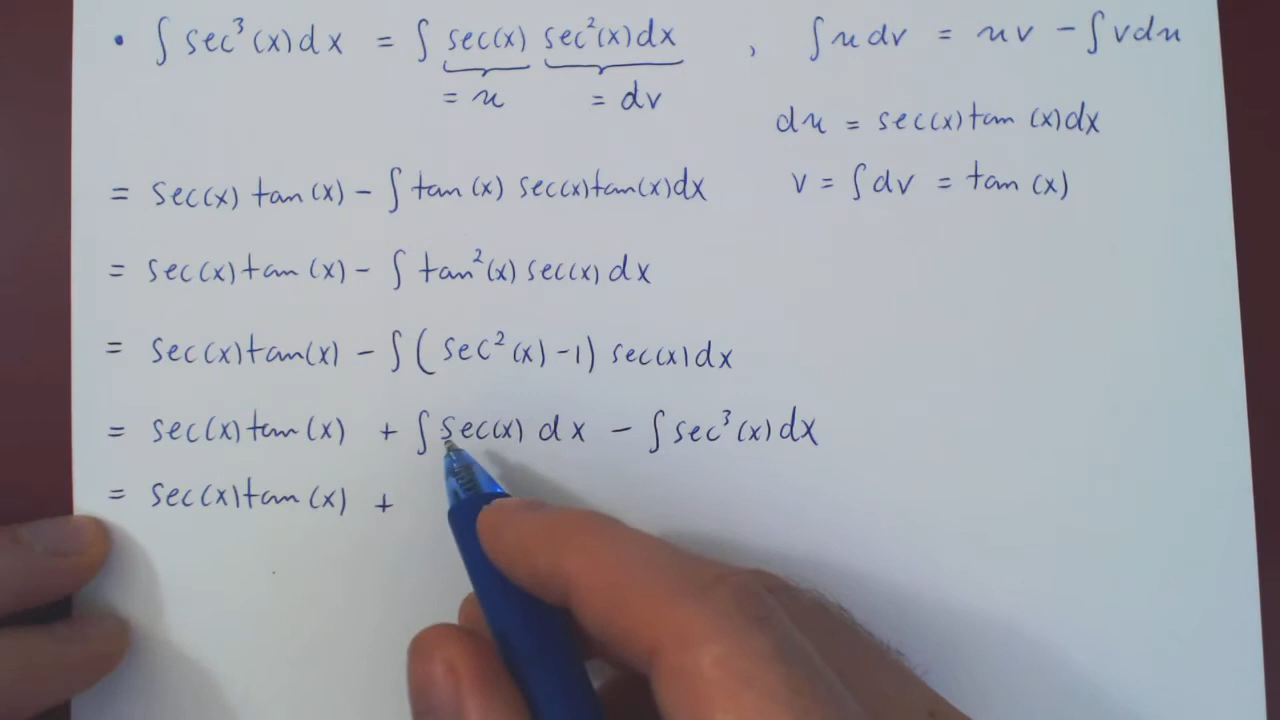 • ∫ sec³(x)dx = ∫ sec(x) sec²(x)dx , ∫ u dv = uv - ∫ v du
= u = dv
du = sec(x)tan(x)dx
= sec(x) tan(x) - ∫ tan(x) sec(x)tan(x)dx v = ∫ dv = tan(x)
= sec(x)tan(x) - ∫ tan²(x) sec(x) dx
= sec(x)tan(x) - ∫ (sec²(x) - 1) sec(x)dx
= sec(x)tan(x) + ∫ sec(x) dx - ∫ sec³(x)dx
= sec(x)tan(x) +